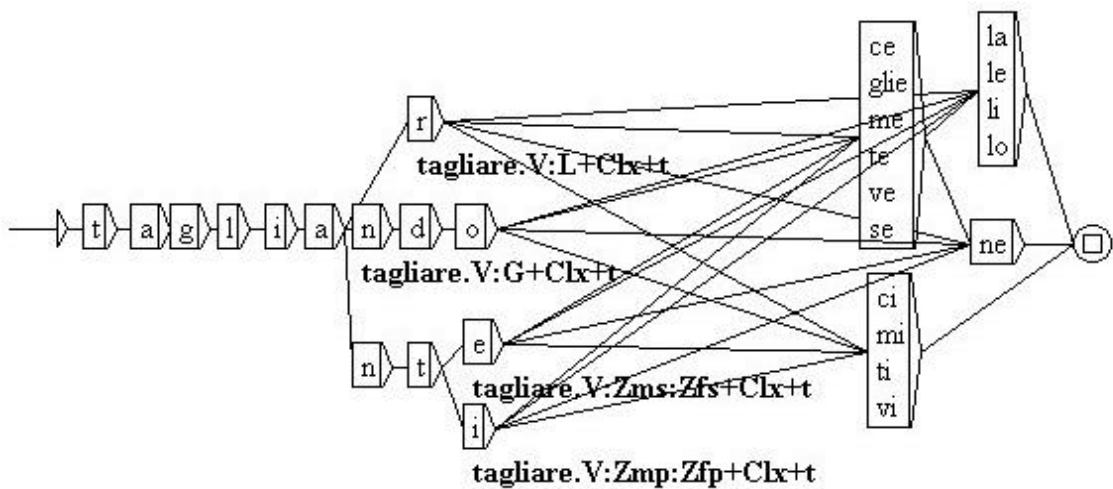 r
tagliare.V:L+Clx+t
t a g l i a n d o
tagliare.V:G+Clx+t
n t e
tagliare.V:Zms:Zfs+Clx+t
i
tagliare.V:Zmp:Zfp+Clx+t
ce
glie
me
te
ve
se
la
le
li
lo
ne
ci
mi
ti
vi